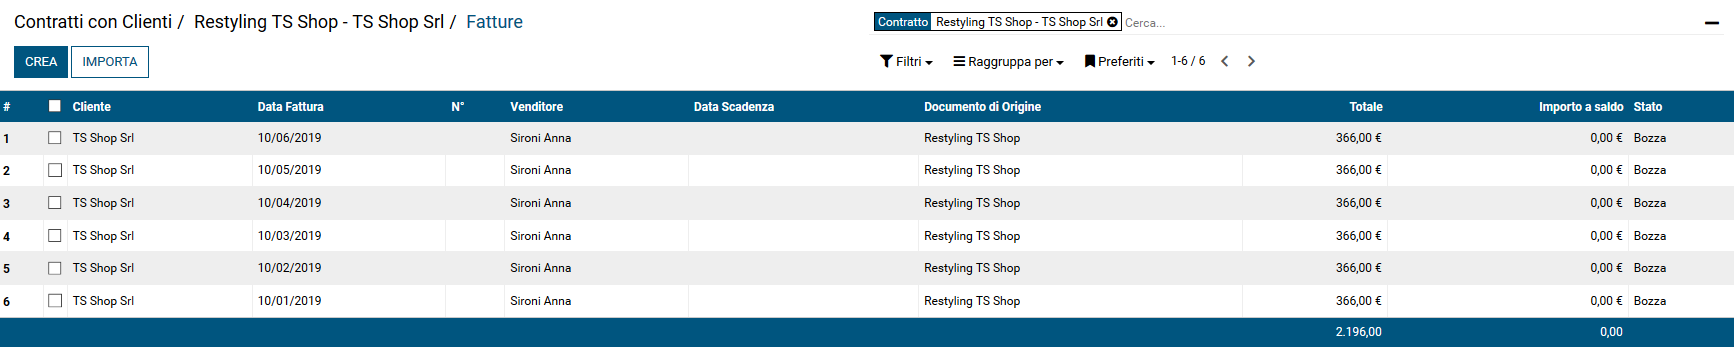 Contratti con Clienti / Restyling TS Shop - TS Shop Srl / Fatture
Contratto Restyling TS Shop - TS Shop Srl Cerca...
CREA IMPORTA
Filtri Raggruppa per Preferiti 1-6 / 6
# Cliente Data Fattura N° Venditore Data Scadenza Documento di Origine Totale Importo a saldo Stato
1 TS Shop Srl 10/06/2019 Sironi Anna Restyling TS Shop 366,00 € 0,00 € Bozza
2 TS Shop Srl 10/05/2019 Sironi Anna Restyling TS Shop 366,00 € 0,00 € Bozza
3 TS Shop Srl 10/04/2019 Sironi Anna Restyling TS Shop 366,00 € 0,00 € Bozza
4 TS Shop Srl 10/03/2019 Sironi Anna Restyling TS Shop 366,00 € 0,00 € Bozza
5 TS Shop Srl 10/02/2019 Sironi Anna Restyling TS Shop 366,00 € 0,00 € Bozza
6 TS Shop Srl 10/01/2019 Sironi Anna Restyling TS Shop 366,00 € 0,00 € Bozza
2.196,00 0,00